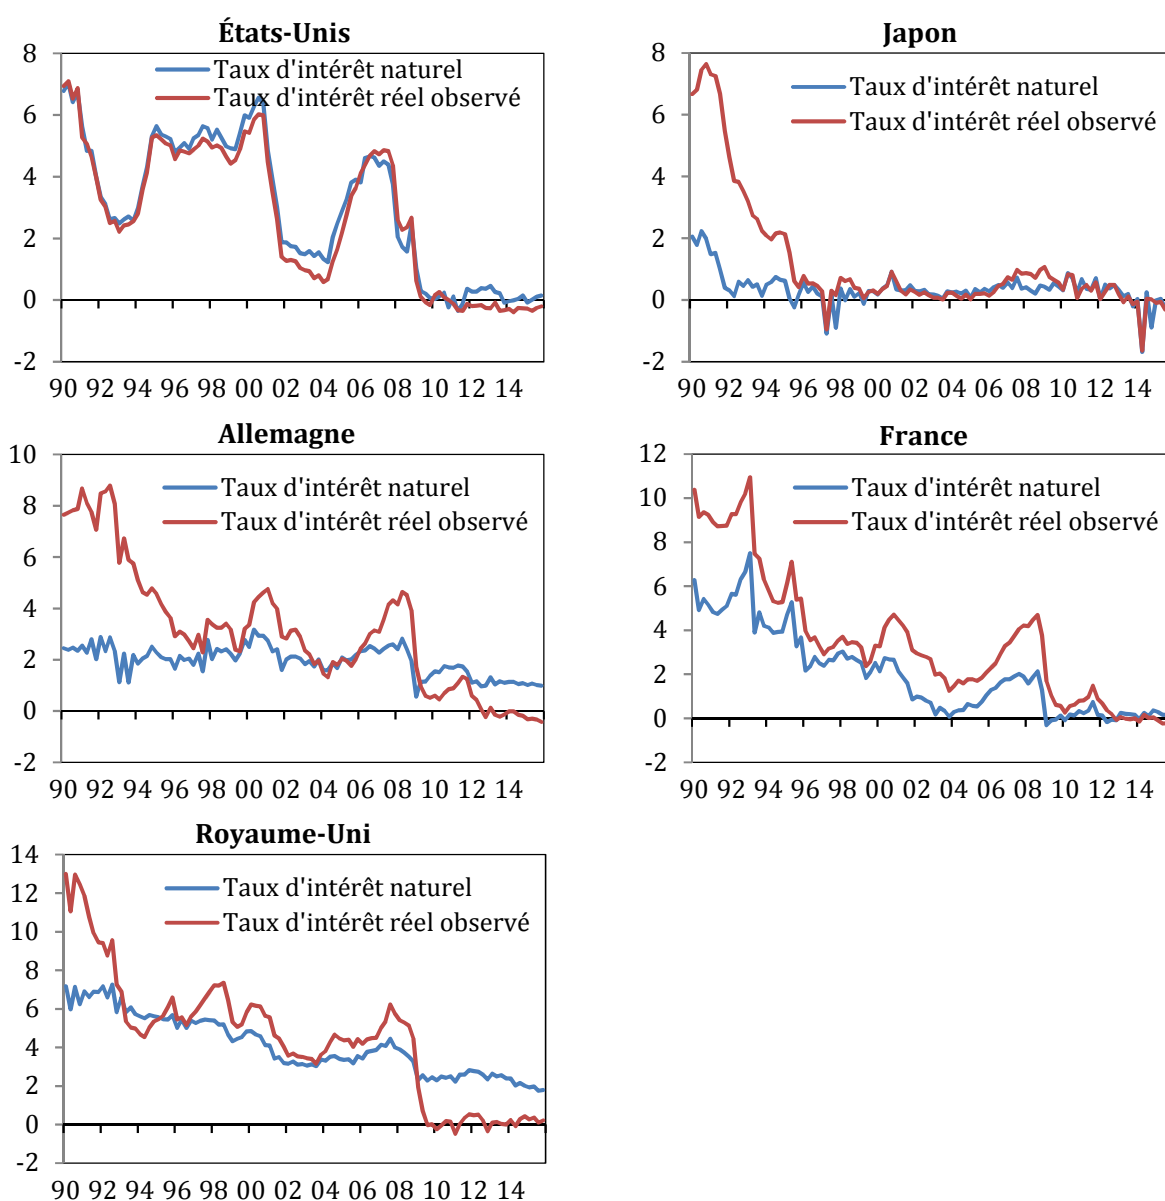 États-Unis
8
6
4
2
0
-2
Taux d'intérêt naturel
Taux d'intérêt réel observé
90 92 94 96 98 00 02 04 06 08 10 12 14
Japon
8
6
4
2
0
-2
Taux d'intérêt naturel
Taux d'intérêt réel observé
90 92 94 96 98 00 02 04 06 08 10 12 14
Allemagne
10
8
6
4
2
0
-2
Taux d'intérêt naturel
Taux d'intérêt réel observé
90 92 94 96 98 00 02 04 06 08 10 12 14
France
12
10
8
6
4
2
0
-2
Taux d'intérêt naturel
Taux d'intérêt réel observé
90 92 94 96 98 00 02 04 06 08 10 12 14
Royaume-Uni
14
12
10
8
6
4
2
0
-2
Taux d'intérêt naturel
Taux d'intérêt réel observé
90 92 94 96 98 00 02 04 06 08 10 12 14